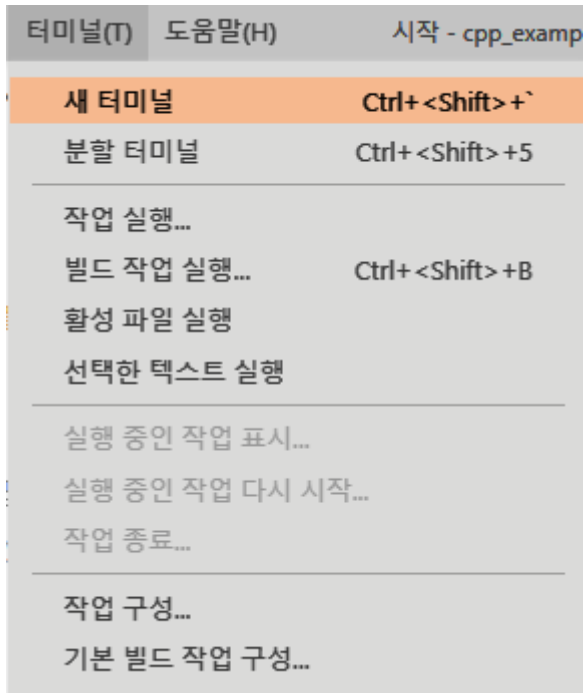 터미널(T) 도움말(H) 시작 - cpp_examp
새 터미널 Ctrl+<Shift>+`
분할 터미널 Ctrl+<Shift>+5
작업 실행...
빌드 작업 실행... Ctrl+<Shift>+B
활성 파일 실행
선택한 텍스트 실행
실행 중인 작업 표시...
실행 중인 작업 다시 시작...
작업 종료...
작업 구성...
기본 빌드 작업 구성...